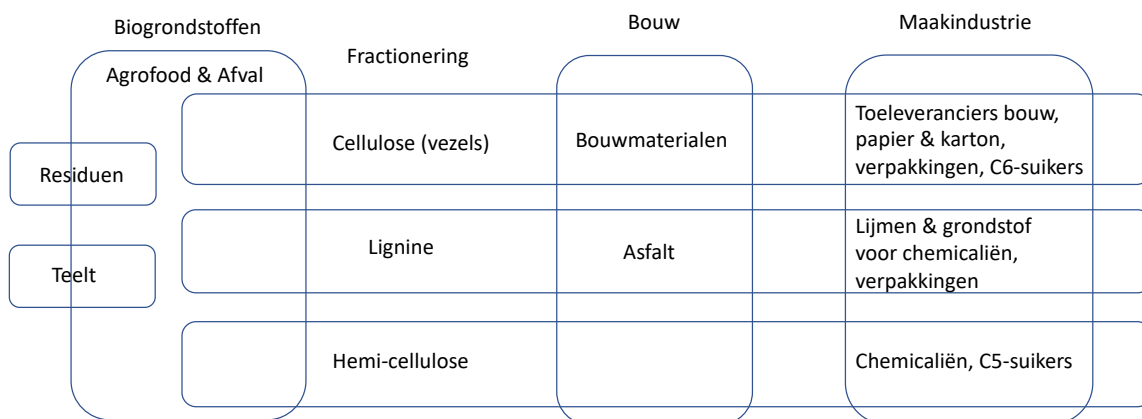 Biogrondstoffen
Bouw
Maakindustrie
Fractionering
Agrofood & Afval
Residuen
Teelt
Cellulose (vezels)
Bouwmaterialen
Toeleveranciers bouw,
papier & karton,
verpakkingen, C6-suikers
Lignine
Asfalt
Lijmen & grondstof
voor chemicaliën,
verpakkingen
Hemi-cellulose
Chemicaliën, C5-suikers